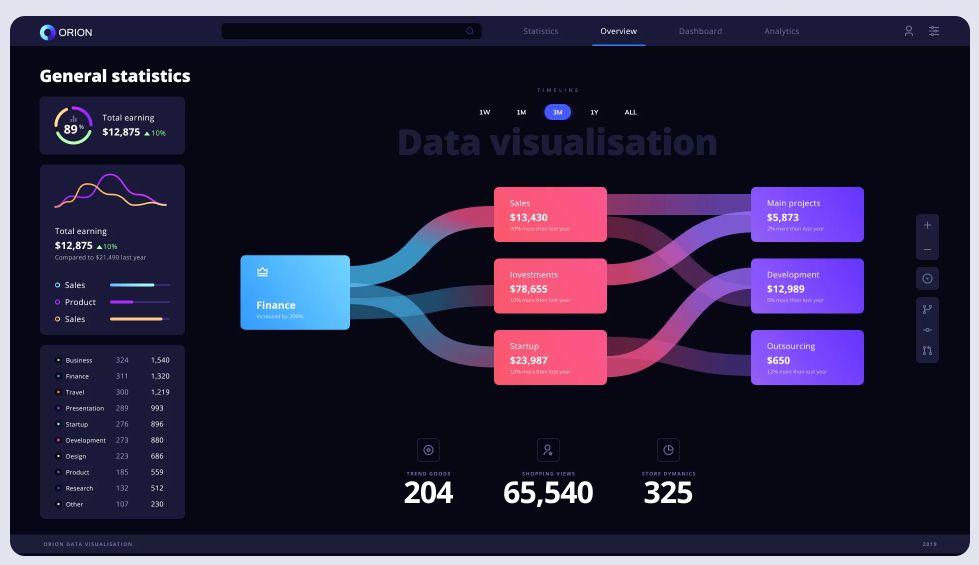 ORION
Statistics
Overview
Dashboard
Analytics
General statistics
89%
Total earning
$12,875 10%
Total earning
$12,875 10%
Compared to $21,490 last year
Sales
Product
Sales
Business 324 1,540
Finance 311 1,320
Travel 300 1,219
Presentation 289 993
Startup 276 896
Development 273 880
Design 223 686
Product 185 559
Research 132 512
Other 107 230
TIMELINE
1W 1M 3M 1Y ALL
Data visualisation
Finance
Increased by 200%
Sales
$13,430
20% more than last year
Investments
$78,655
10% more than last year
Startup
$23,987
10% more than last year
Main projects
$5,873
2% more than last year
Development
$12,989
5% more than last year
Outsourcing
$650
12% more than last year
TREND GOODS
204
SHOPPING VIEWS
65,540
STORE DYMANICS
325
ORION DATA VISUALISATION
2019